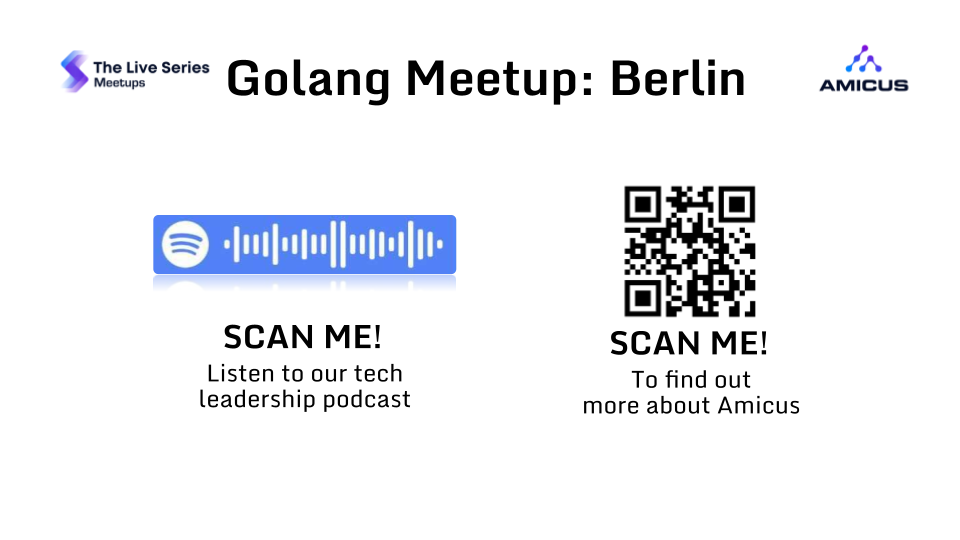 The Live Series
Meetups
Golang Meetup: Berlin
AMICUS
SCAN ME!
Listen to our tech
leadership podcast
SCAN ME!
To find out
more about Amicus